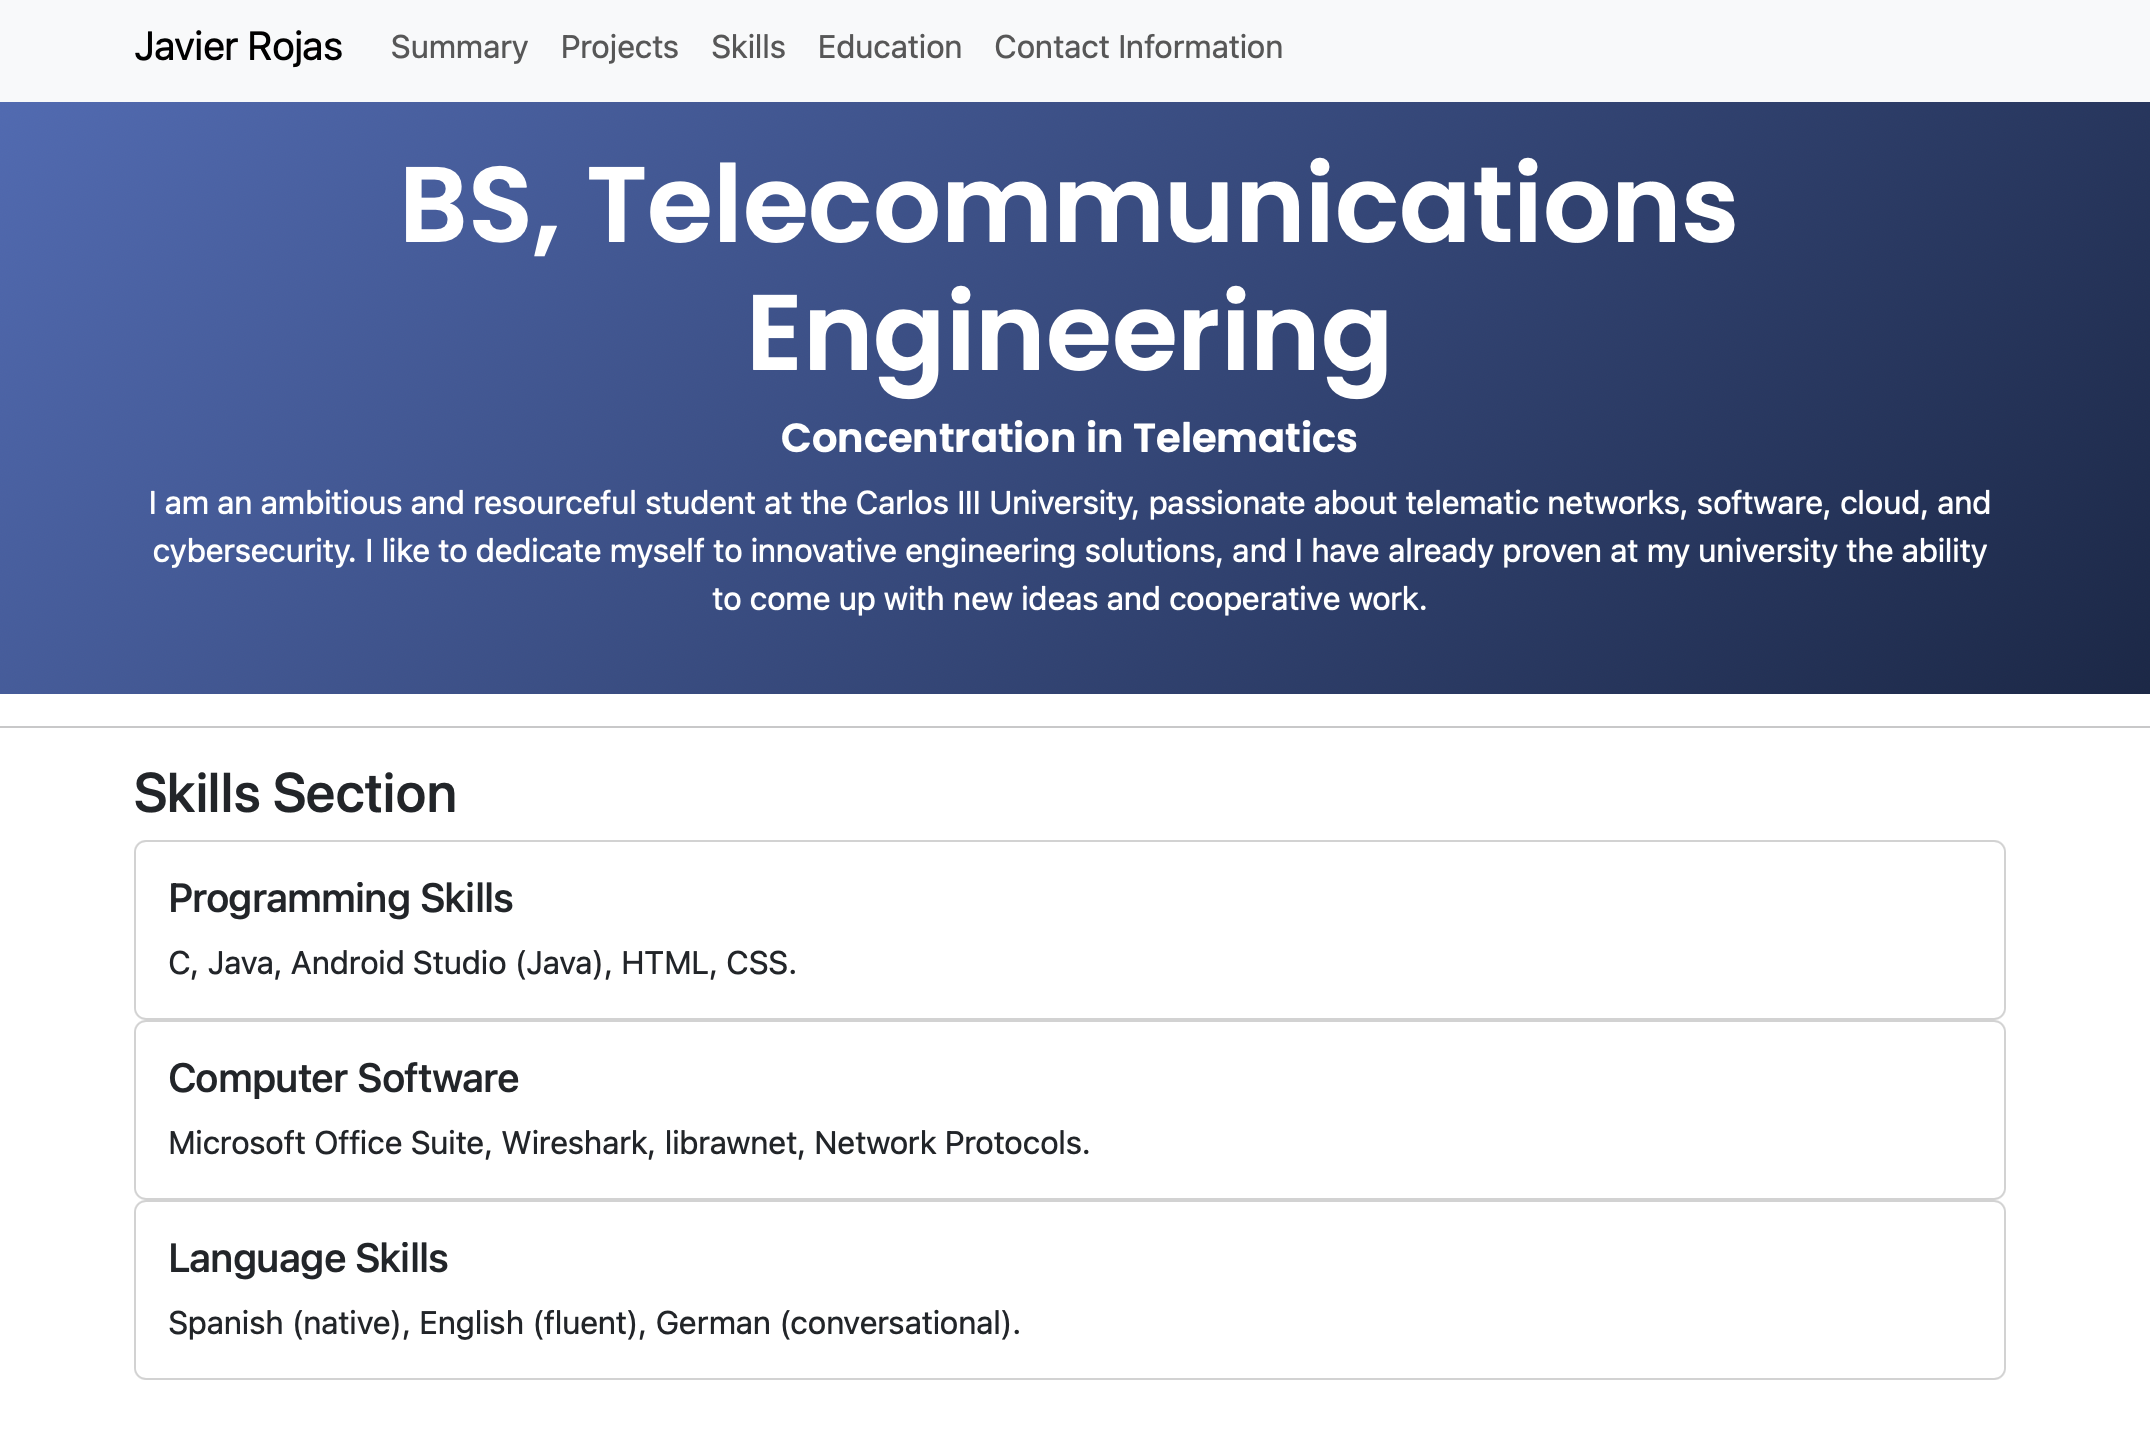 Javier Rojas Summary Projects Skills Education Contact Information
BS, Telecommunications
Engineering
Concentration in Telematics
I am an ambitious and resourceful student at the Carlos III University, passionate about telematic networks, software, cloud, and
cybersecurity. I like to dedicate myself to innovative engineering solutions, and I have already proven at my university the ability
to come up with new ideas and cooperative work.
Skills Section
Programming Skills
C, Java, Android Studio (Java), HTML, CSS.
Computer Software
Microsoft Office Suite, Wireshark, librawnet, Network Protocols.
Language Skills
Spanish (native), English (fluent), German (conversational).